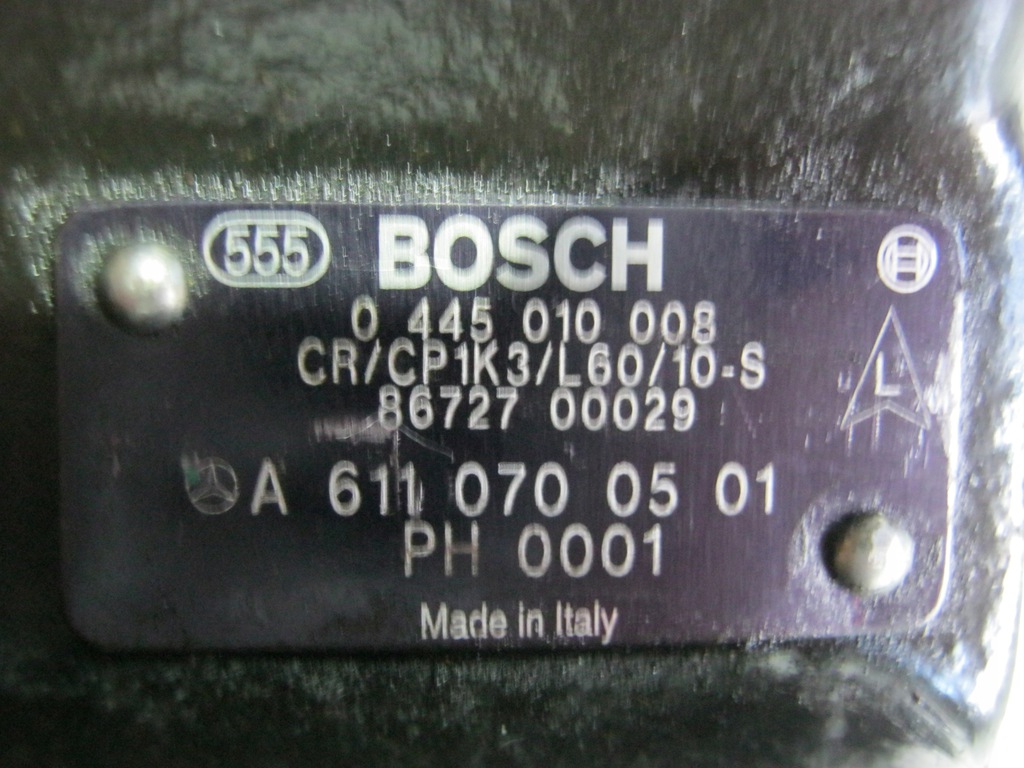 555 BOSCH
0 445 010 008
CR/CP1K3/L60/10-S
L
86727 00029
A 611 070 05 01
PH 0001
Made in Italy